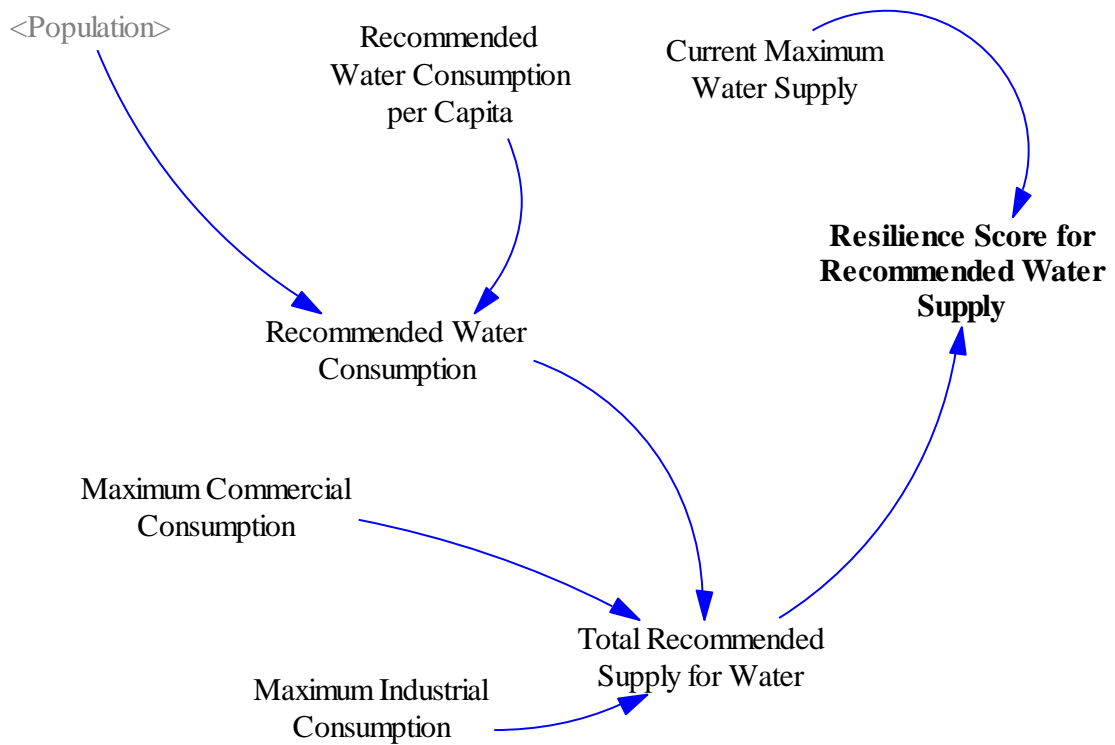 <Population>
Recommended
Water Consumption
per Capita
Current Maximum
Water Supply
Resilience Score for
Recommended Water
Supply
Recommended Water
Consumption
Maximum Commercial
Consumption
Total Recommended
Supply for Water
Maximum Industrial
Consumption